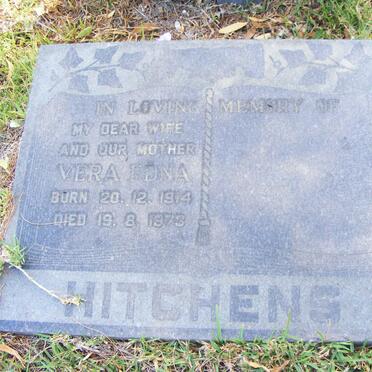 IN LOVING MEMORY OF
MY DEAR WIFE
AND OUR MOTHER
VERA EDNA
BORN 20.12.1914
DIED 19.8.1973
HITCHENS